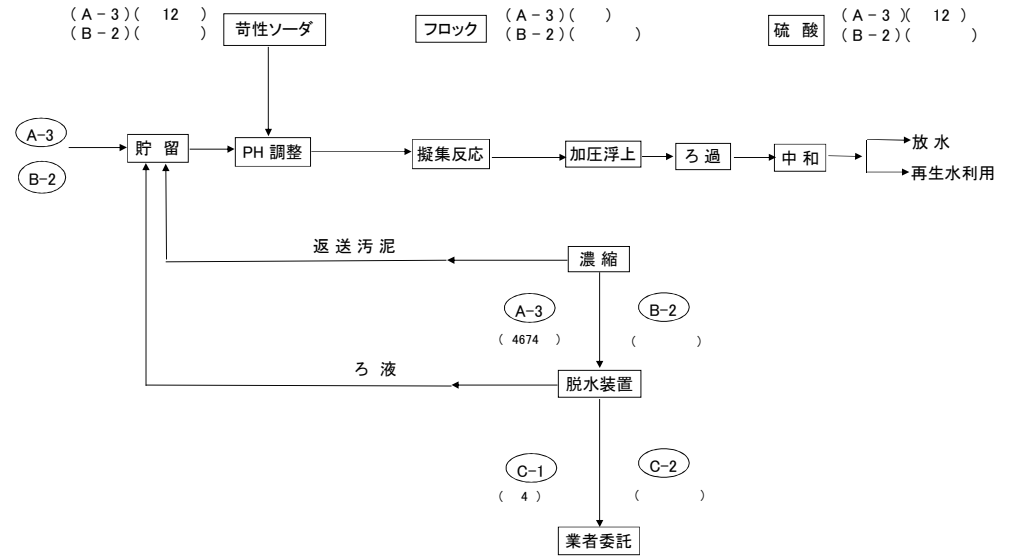 (A-3)( 12 )
(B-2)( )
苛性ソーダ
フロック
(A-3)( )
(B-2)( )
硫 酸
(A-3)( 12 )
(B-2)( )
A-3
B-2
貯 留
PH 調整
擬集反応
加圧浮上
ろ 過
中 和
放 水
再生水利用
返 送 汚 泥
濃 縮
A-3
( 4674 )
B-2
( )
ろ 液
脱水装置
C-1
( 4 )
C-2
( )
業者委託